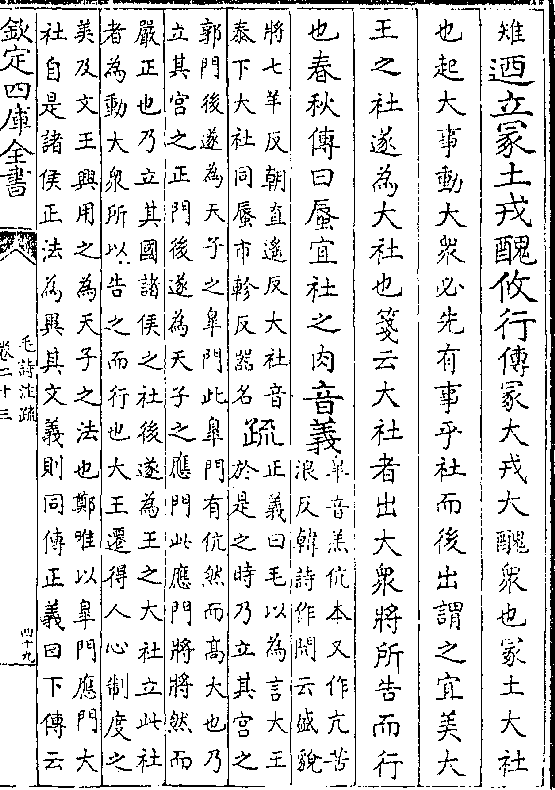 雉迺立冢土戎醜攸行傳冢大戎大醜衆也冢土大社
也起大事動大衆必先有事乎社而後出謂之宜美大
王之社遂為大社也箋云大社者出大衆將所告而行
也春秋傳曰蜃宜社之肉音義
臯音羔伉本又作亢苦
浪反韓詩作閌云盛貌
將七羊反朝直遙反大社音
泰下大社同蜃市軫反器名
疏
正義曰毛以為言大王
於是之時乃立其宫之
郭門後遂為天子之臯門此臯門有伉然而髙大也乃
立其宫之正門後遂為天子之應門此應門將將然而
嚴正也乃立其國諸侯之社後遂為王之大社立此社
者為動大衆所以告之而行也大王遷得人心制度之
美及文王興用之為天子之法也鄭唯以臯門應門大
社自是諸侯正法為異其文義則同傳正義曰下傳云
欽定四庫全書
毛詩注疏
卷二十三
四十九